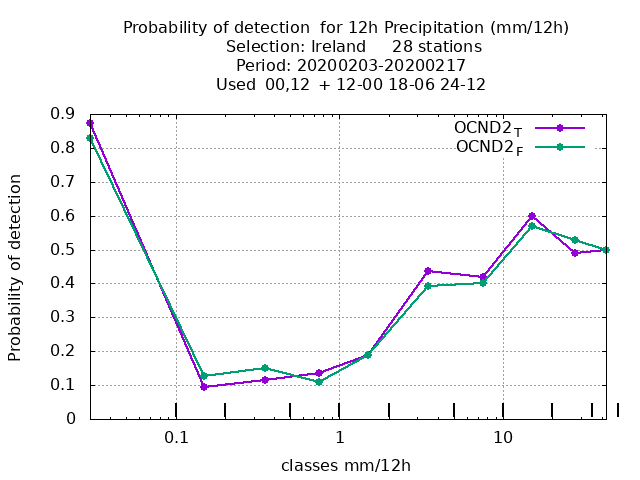 Probability of detection  for 12h Precipitation (mm/12h)
Selection: Ireland     28 stations
Period: 20200203-20200217
Used  00,12  + 12-00 18-06 24-12
OCND2T
OCND2F
Probability of detection
0.9
0.8
0.7
0.6
0.5
0.4
0.3
0.2
0.1
0
0.1 1 10
classes mm/12h